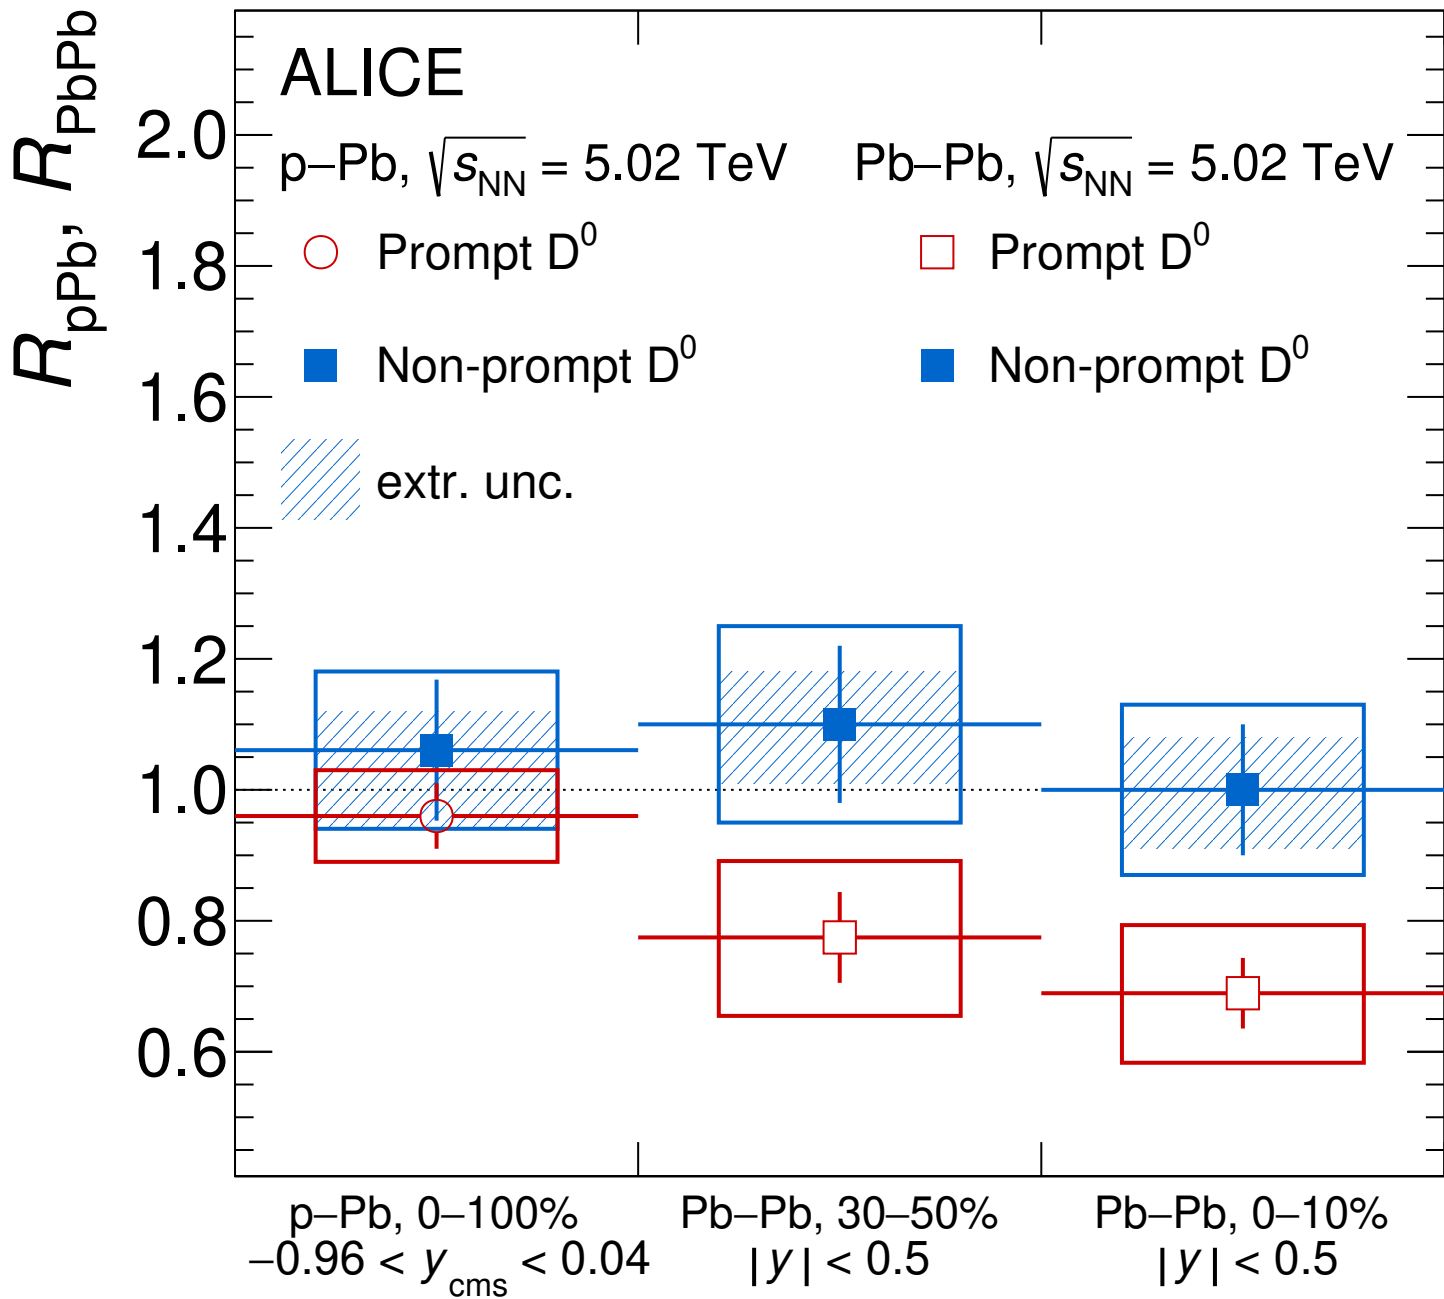 ALICE
p–Pb, √sNN = 5.02 TeV
Pb–Pb, √sNN = 5.02 TeV
Prompt D⁰
Prompt D⁰
Non-prompt D⁰
Non-prompt D⁰
extr. unc.
RpPb, RPbPb
2.0
1.8
1.6
1.4
1.2
1.0
0.8
0.6
p–Pb, 0–100%
−0.96 < ycms < 0.04
Pb–Pb, 30–50%
|y| < 0.5
Pb–Pb, 0–10%
|y| < 0.5